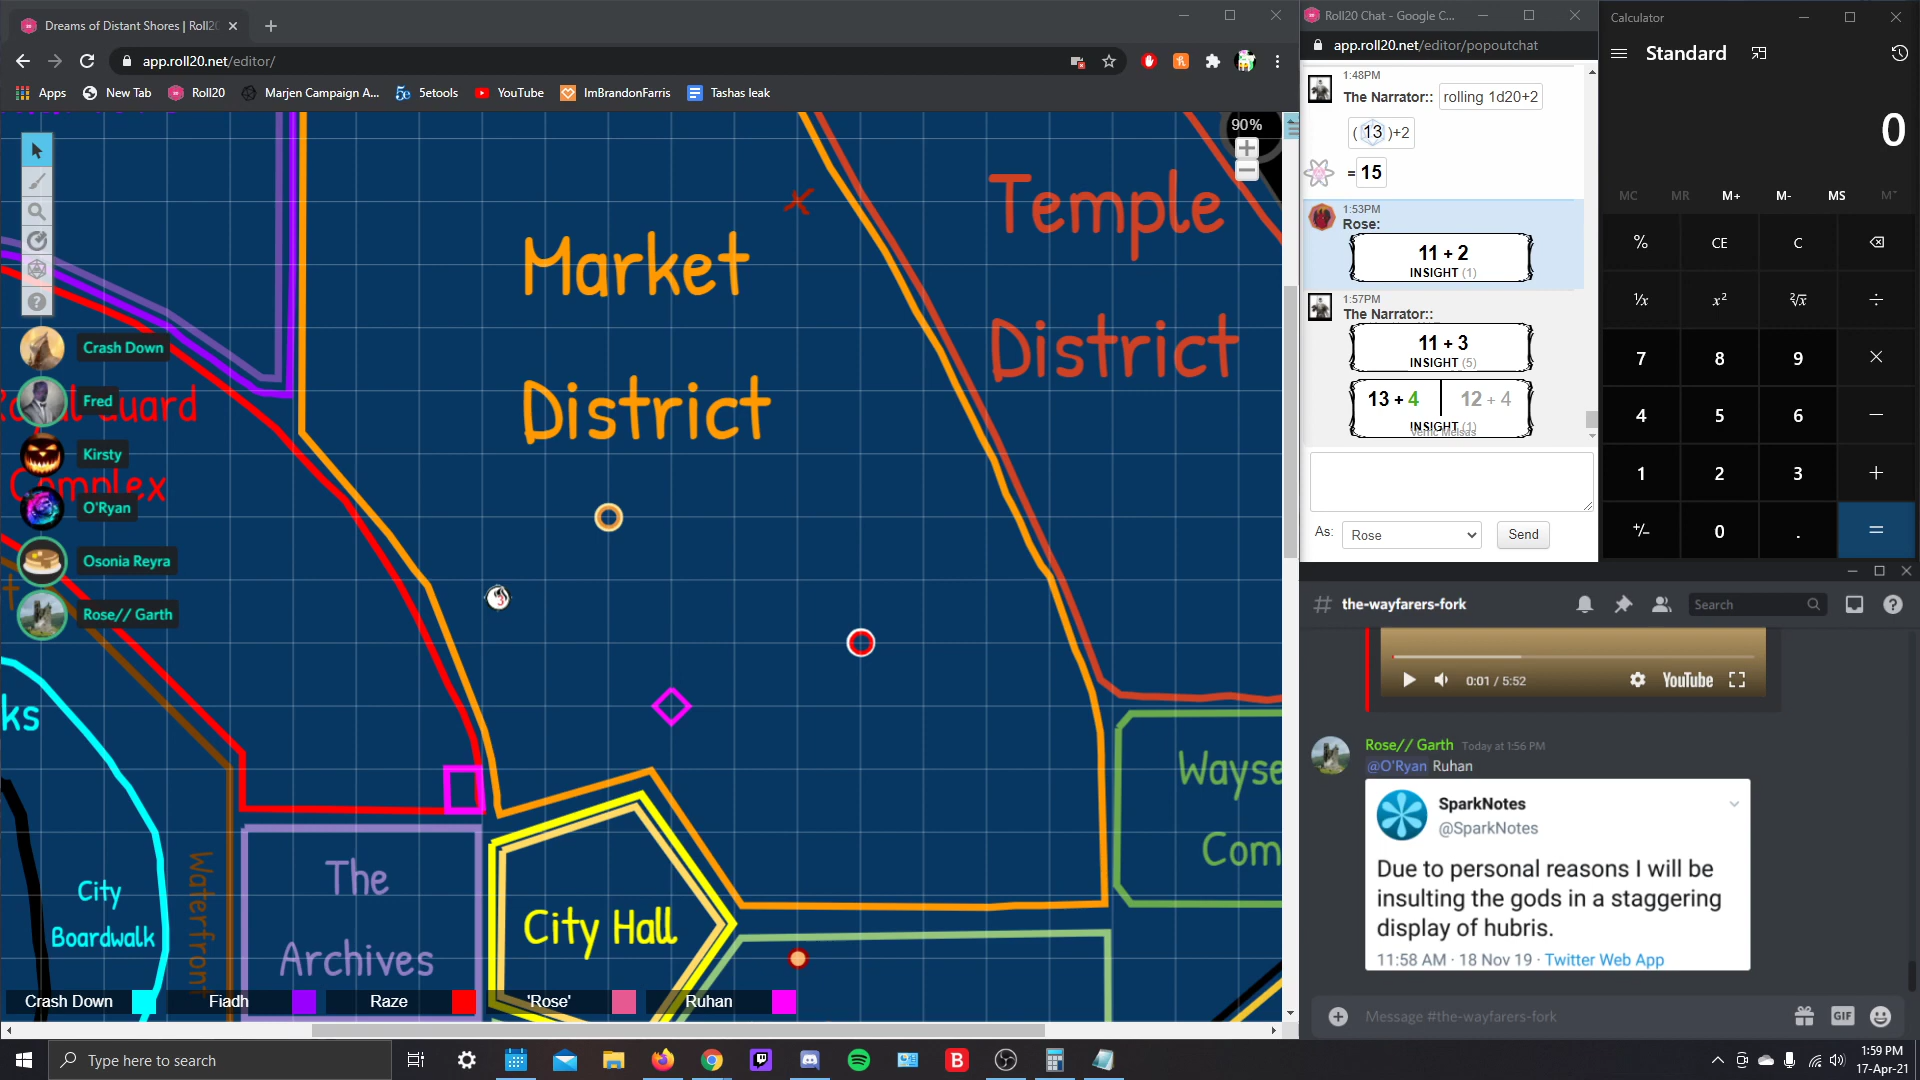 Dreams of Distant Shores | Roll20
app.roll20.net/editor/
Apps
New Tab
Roll20
Marjen Campaign A...
5etools
YouTube
ImBrandonFarris
Tashas leak
90%
Market
District
Temple
District
Crash Down
Fred
Guard
Kirsty
Complex
O'Ryan
Osonia Reyra
Rose// Garth
ks
City
Boardwalk
Waterfront
The
Archives
City Hall
Wayse
Com
Crash Down
Fiadh
Raze
'Rose'
Ruhan
Roll20 Chat - Google C...
app.roll20.net/editor/popoutchat
1:48PM
The Narrator:: rolling 1d20+2
(13)+2
=15
1:53PM
Rose:
11 + 2
INSIGHT (1)
1:57PM
The Narrator::
11 + 3
INSIGHT (5)
13 + 4 12 + 4
INSIGHT (1)
As: Rose Send
Calculator
Standard
0
MC MR M+ M- MS M˅
% CE C
¹/x x² ²√x ÷
7 8 9 ×
4 5 6 −
1 2 3 +
+/- 0 . =
# the-wayfarers-fork
Search
0:01 / 5:52
YouTube
Rose// Garth Today at 1:56 PM
@O'Ryan Ruhan
SparkNotes
@SparkNotes
Due to personal reasons I will be
insulting the gods in a staggering
display of hubris.
11:58 AM · 18 Nov 19 · Twitter Web App
Message #the-wayfarers-fork
GIF
Type here to search
1:59 PM
17-Apr-21